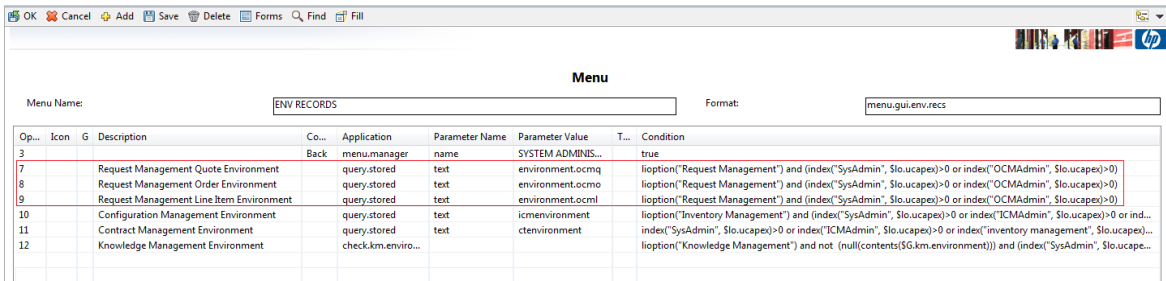 OK Cancel Add Save Delete Forms Find Fill
hp
Menu
Menu Name: ENV RECORDS Format: menu.gui.env.recs
Op... Icon G Description Co... Application Parameter Name Parameter Value T... Condition
3 Back menu.manager name SYSTEM ADMINIS... true
7 Request Management Quote Environment query.stored text environment.ocmq lioption("Request Management") and (index("SysAdmin", $lo.ucapex)>0 or index("OCMAdmin", $lo.ucapex)>0)
8 Request Management Order Environment query.stored text environment.ocmo lioption("Request Management") and (index("SysAdmin", $lo.ucapex)>0 or index("OCMAdmin", $lo.ucapex)>0)
9 Request Management Line Item Environment query.stored text environment.ocml lioption("Request Management") and (index("SysAdmin", $lo.ucapex)>0 or index("OCMAdmin", $lo.ucapex)>0)
10 Configuration Management Environment query.stored text icmenvironment lioption("Inventory Management") and (index("SysAdmin", $lo.ucapex)>0 or index("ICMAdmin", $lo.ucapex)>0 or ind...
11 Contract Management Environment query.stored text ctenvironment index("SysAdmin", $lo.ucapex)>0 or index("ICMAdmin", $lo.ucapex)>0 or index("inventory management", $lo.ucapex)...
12 Knowledge Management Environment check.km.enviro... lioption("Knowledge Management") and not (null(contents($G.km.environment))) and (index("SysAdmin", $lo.ucape...